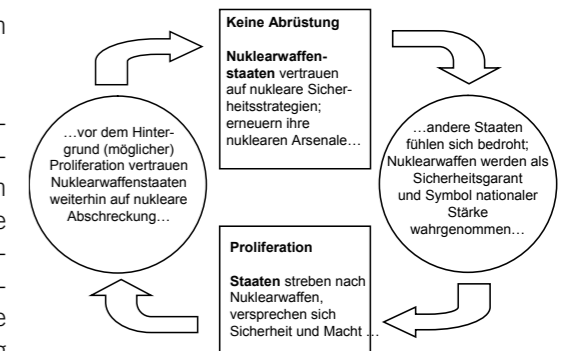 Keine Abrüstung
Nuklearwaffen-
staaten vertrauen
auf nukleare Sicher-
heitsstrategien;
erneuern ihre
nuklearen Arsenale…
…andere Staaten
fühlen sich bedroht;
Nuklearwaffen werden als
Sicherheitsgarant
und Symbol nationaler
Stärke
wahrgenommen…
Proliferation
Staaten streben nach
Nuklearwaffen,
versprechen sich
Sicherheit und Macht …
…vor dem Hinter-
grund (möglicher)
Proliferation vertrauen
Nuklearwaffenstaaten
weiterhin auf nukleare
Abschreckung…